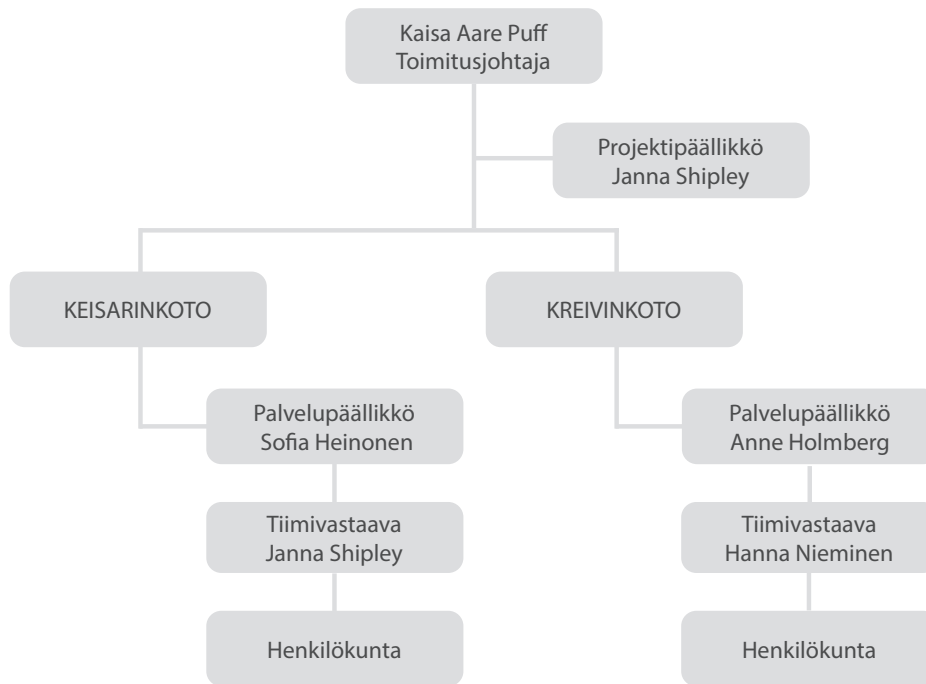 Kaisa Aare Puff
Toimitusjohtaja
Projektipäällikkö
Janna Shipley
KEISARINKOTO
KREIVINKOTO
Palvelupäällikkö
Sofia Heinonen
Palvelupäällikkö
Anne Holmberg
Tiimivastaava
Janna Shipley
Tiimivastaava
Hanna Nieminen
Henkilökunta
Henkilökunta